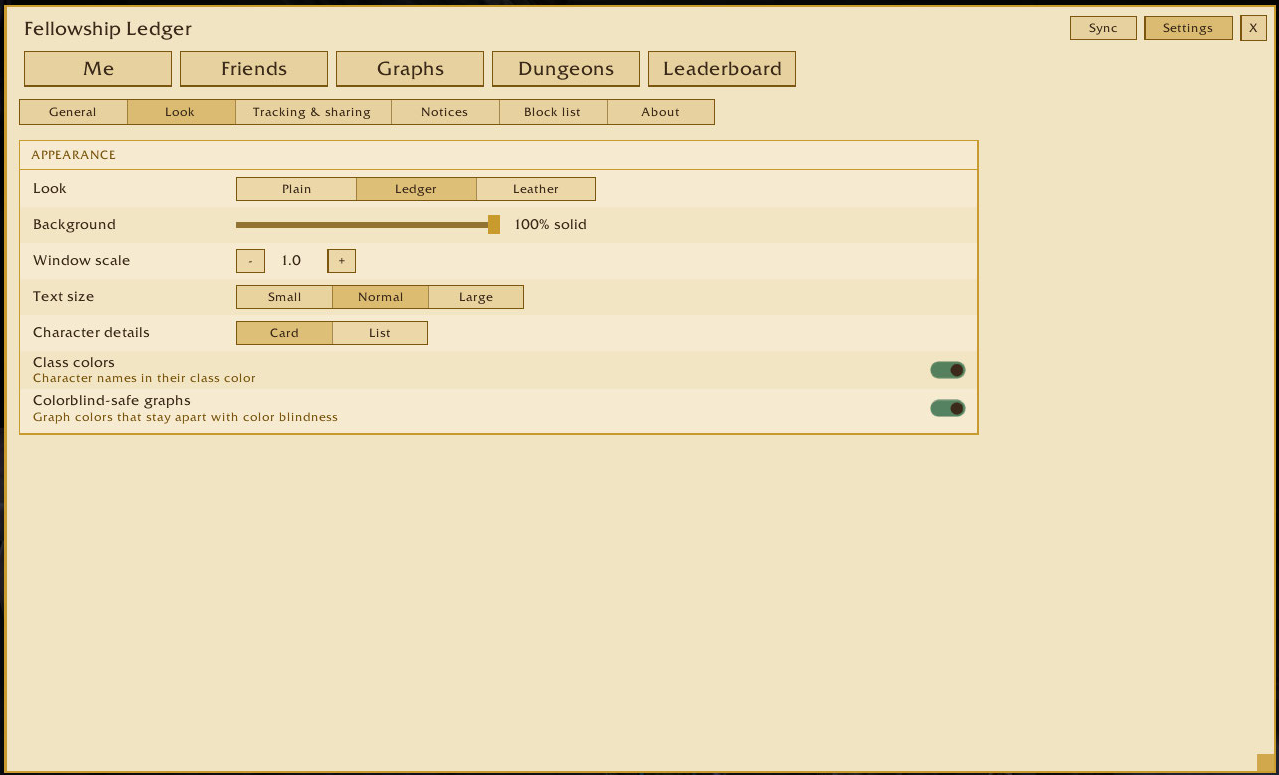 Fellowship Ledger
Sync Settings X
Me Friends Graphs Dungeons Leaderboard
General Look Tracking & sharing Notices Block list About
APPEARANCE
Look Plain Ledger Leather
Background 100% solid
Window scale - 1.0 +
Text size Small Normal Large
Character details Card List
Class colors
Character names in their class color
Colorblind-safe graphs
Graph colors that stay apart with color blindness